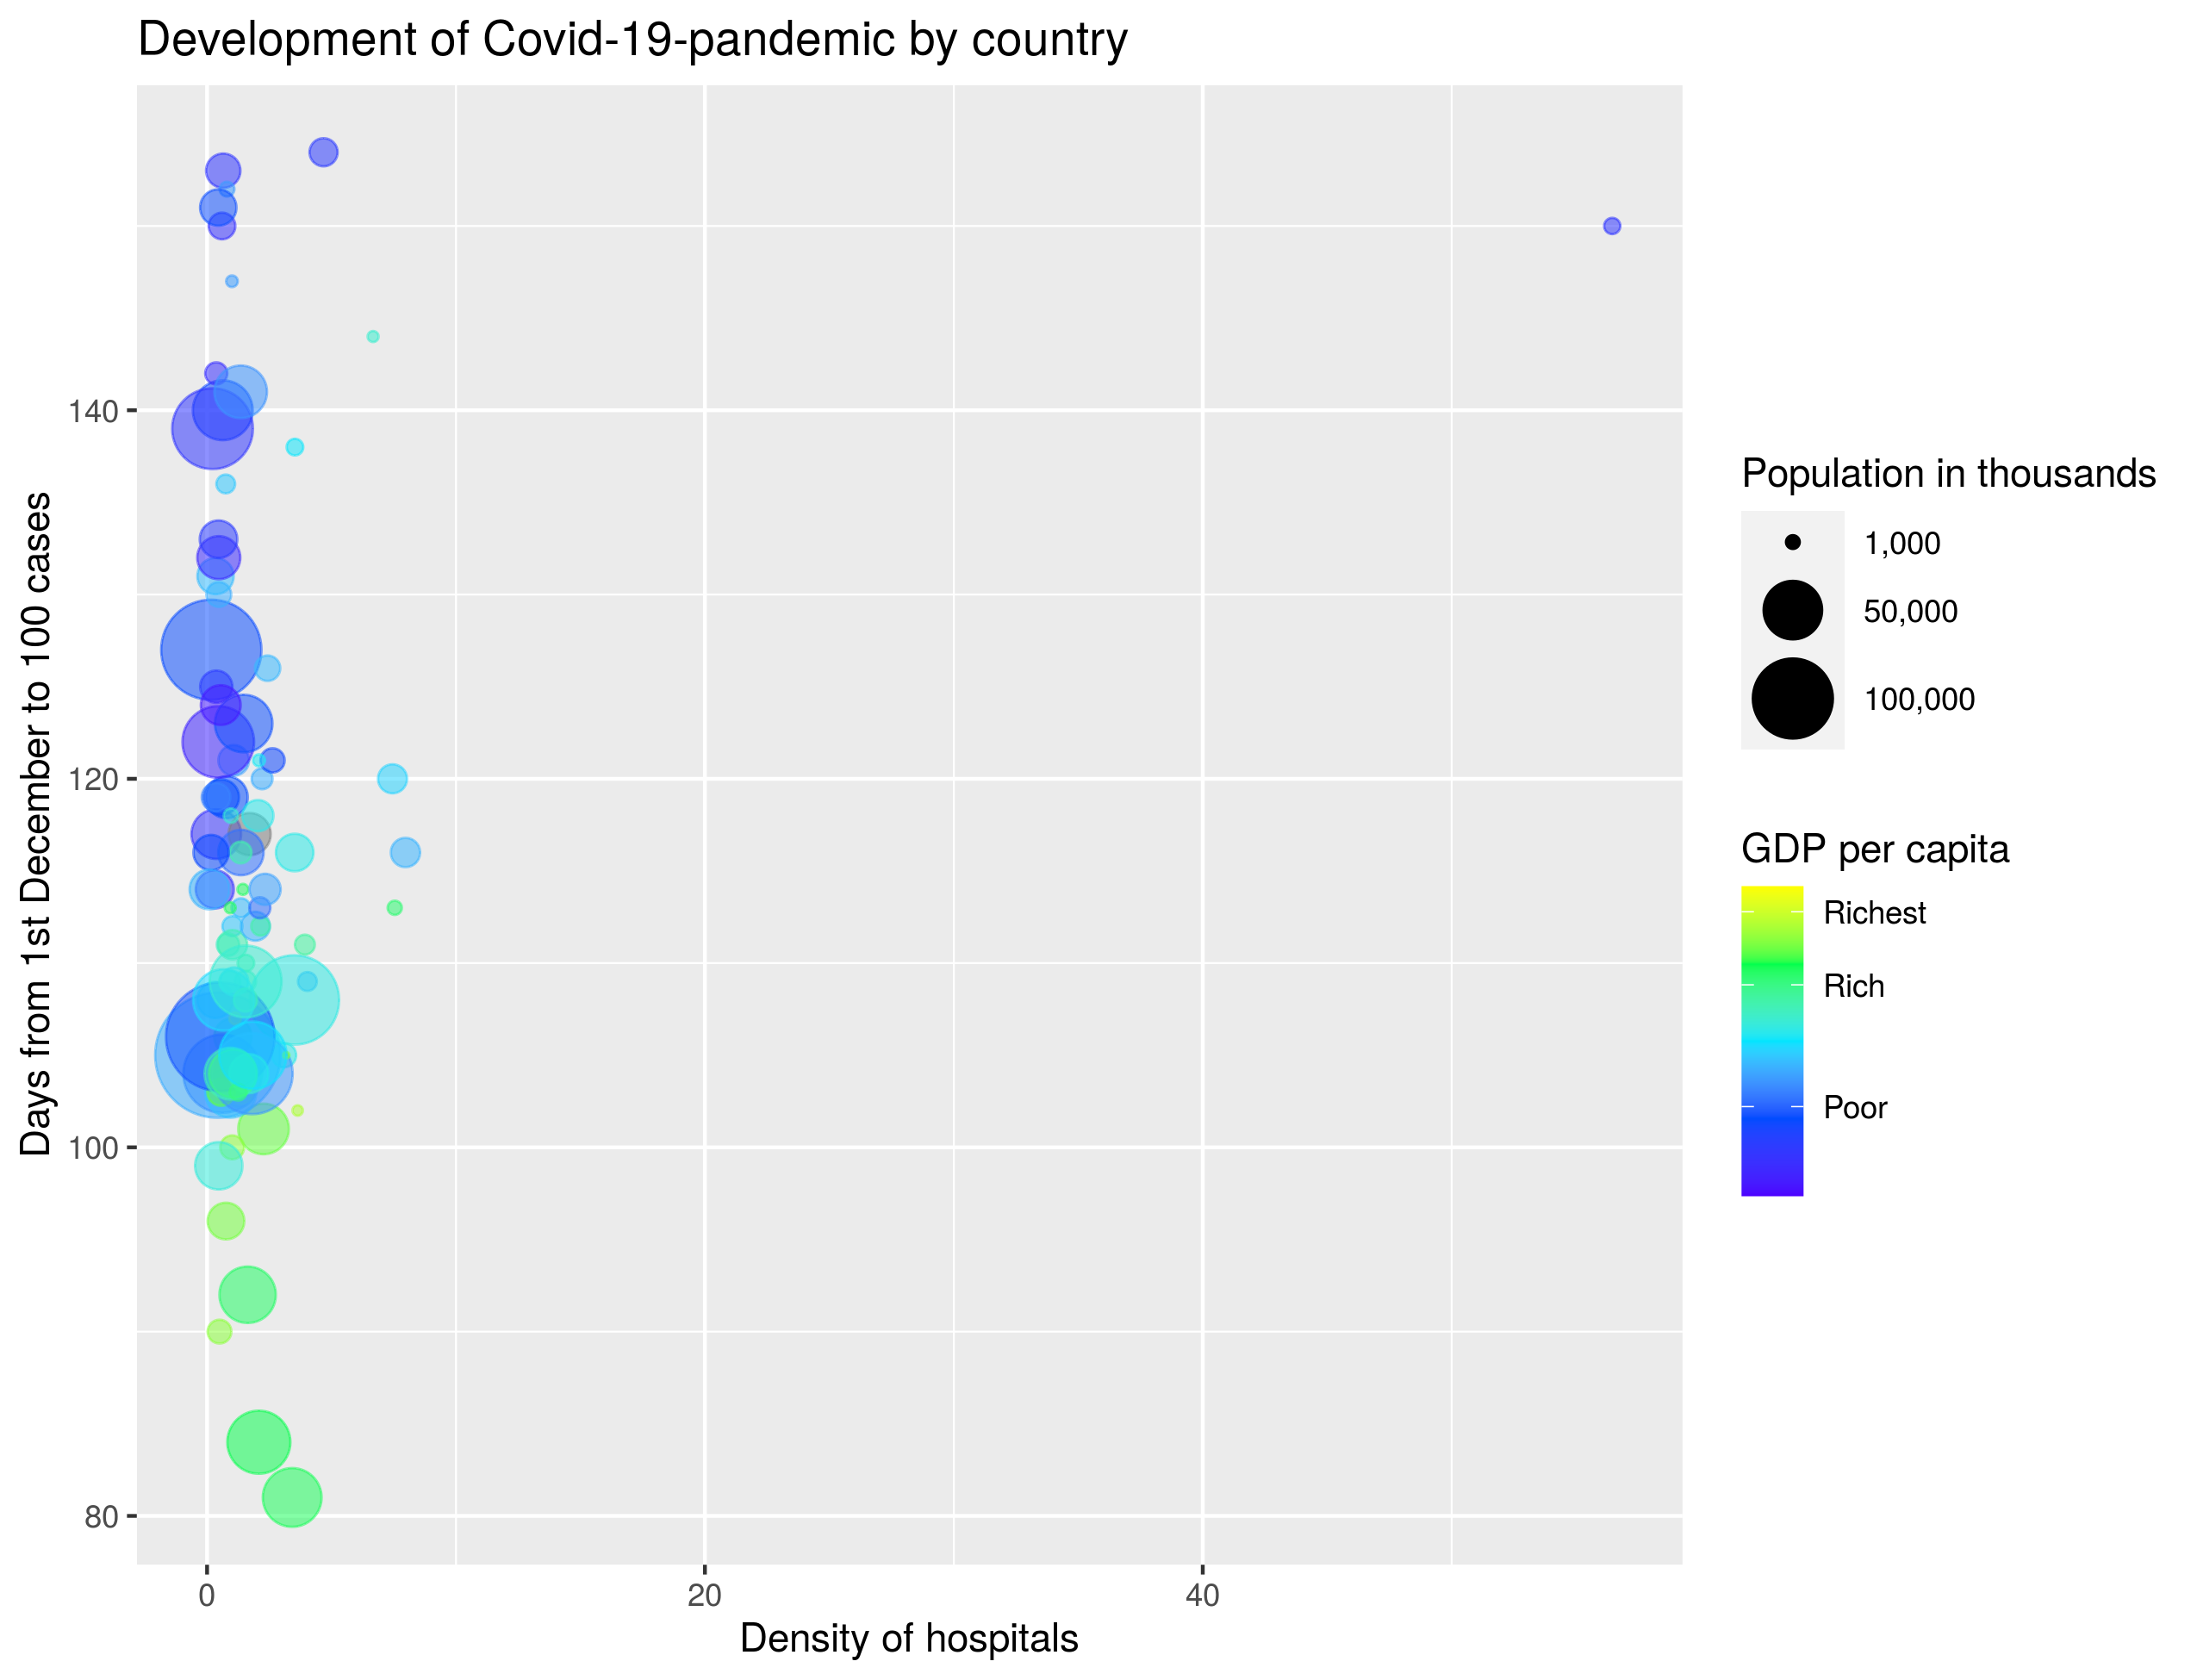 Development of Covid-19-pandemic by country
Days from 1st December to 100 cases
140
120
100
80
0
20
40
Density of hospitals
Population in thousands
1,000
50,000
100,000
GDP per capita
Richest
Rich
Poor